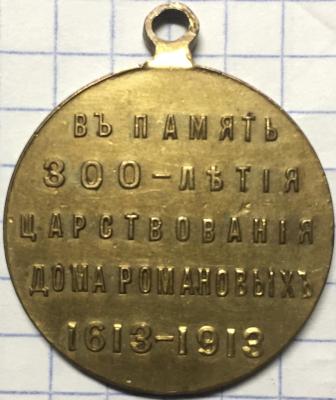 ВЪ ПАМЯТЬ
300-ЛѢТІЯ
ЦАРСТВОВАНІЯ
ДОМА РОМАНОВЫХЪ
1613-1913